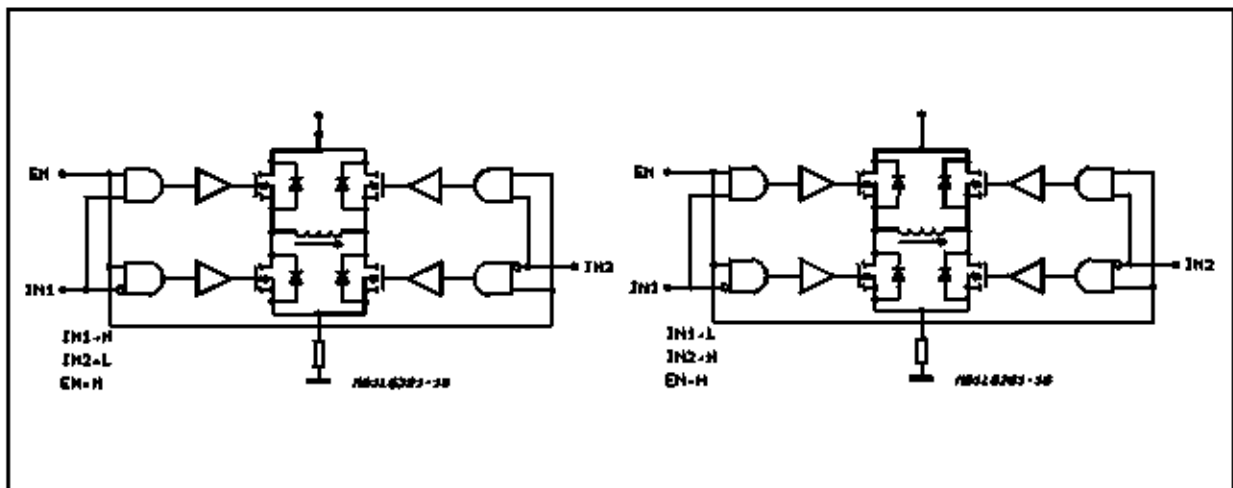 EN
IN1
IN2
IN1=H
IN2=L
EN=H
EN
IN1
IN2
IN1=L
IN2=H
EN=H